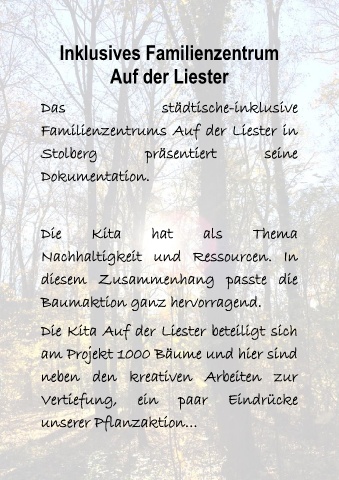 Inklusives Familienzentrum
Auf der Liester
Das städtische-inklusive
Familienzentrums Auf der Liester in
Stolberg präsentiert seine
Dokumentation.
Die Kita hat als Thema
Nachhaltigkeit und Ressourcen. In
diesem Zusammenhang passte die
Baumaktion ganz hervorragend.
Die Kita Auf der Liester beteiligt sich
am Projekt 1000 Bäume und hier sind
neben den kreativen Arbeiten zur
Vertiefung, ein paar Eindrücke
unserer Pflanzaktion...